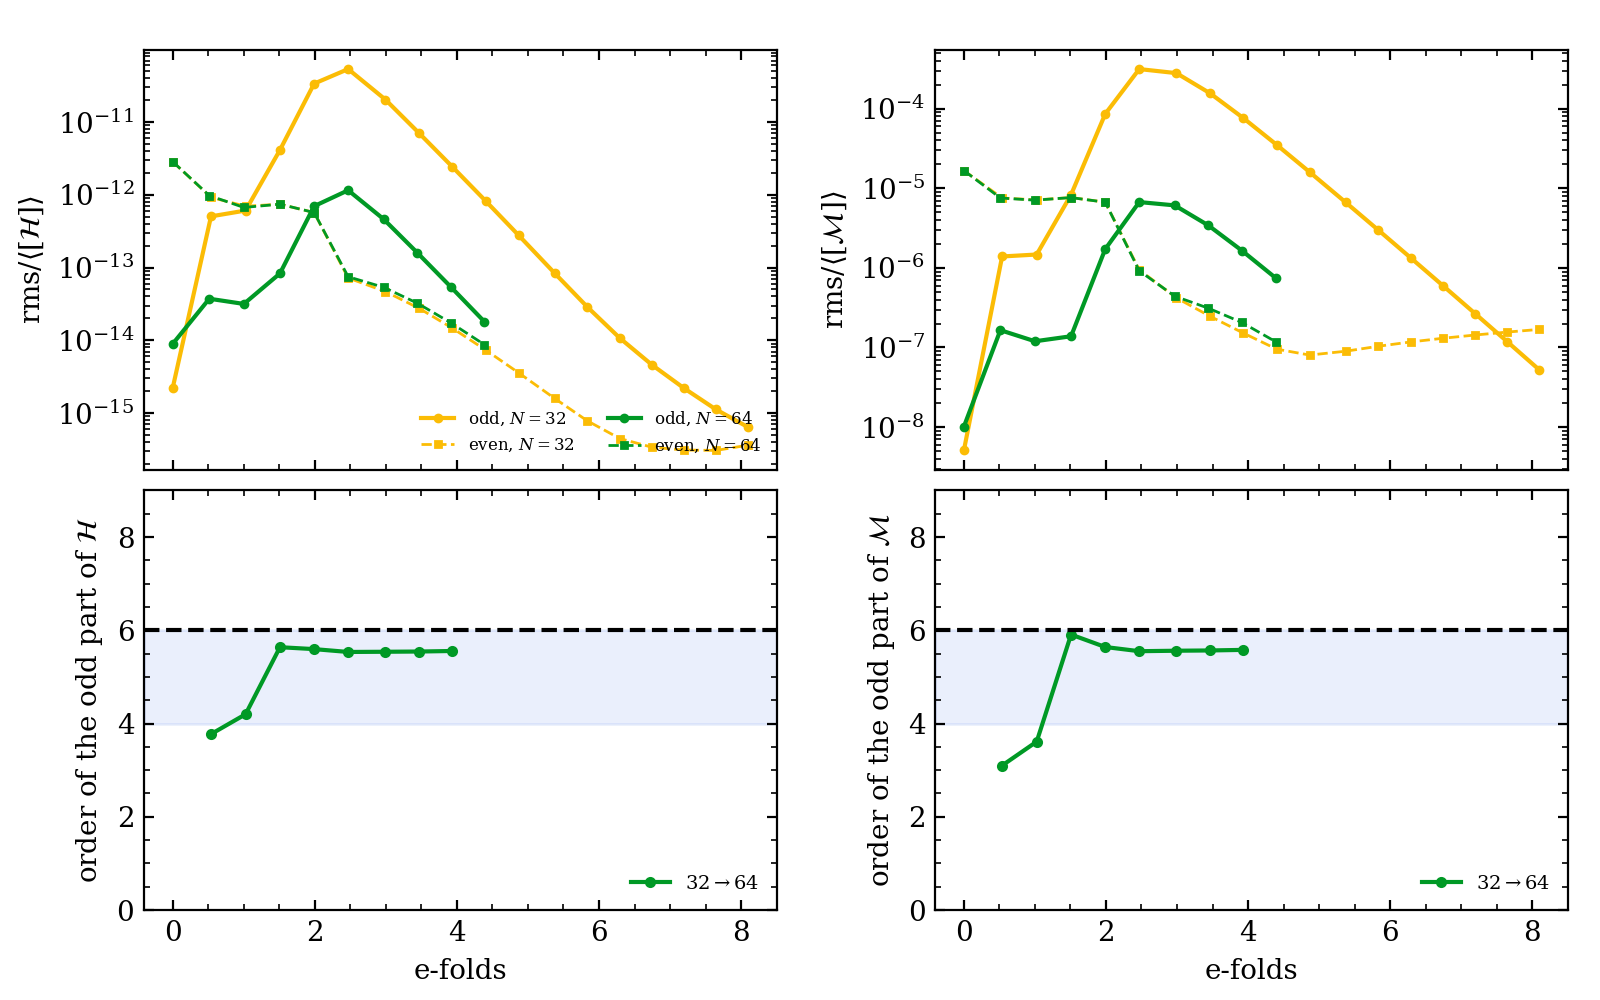 rms/⟨[ℋ]⟩
10⁻¹¹
10⁻¹²
10⁻¹³
10⁻¹⁴
10⁻¹⁵
odd, N = 32
even, N = 32
odd, N = 64
even, N = 64
rms/⟨[ℳ]⟩
10⁻⁴
10⁻⁵
10⁻⁶
10⁻⁷
10⁻⁸
order of the odd part of ℋ
8
6
4
2
0
0 2 4 6 8
e-folds
32 → 64
order of the odd part of ℳ
8
6
4
2
0
0 2 4 6 8
e-folds
32 → 64